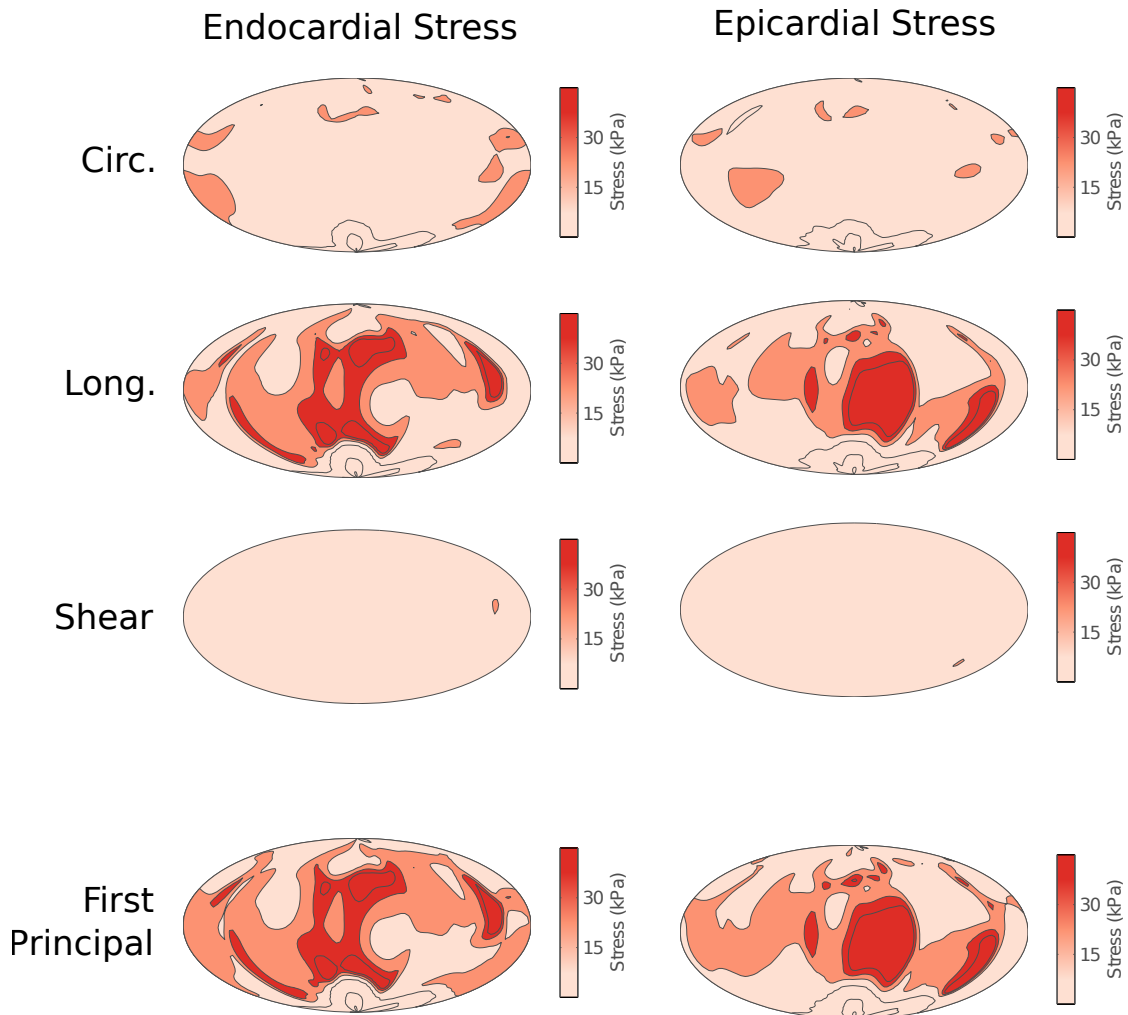 Endocardial Stress
Epicardial Stress
Circ.
30
15
Stress (kPa)
30
15
Stress (kPa)
Long.
30
15
Stress (kPa)
30
15
Stress (kPa)
Shear
30
15
Stress (kPa)
30
15
Stress (kPa)
First
Principal
30
15
Stress (kPa)
30
15
Stress (kPa)